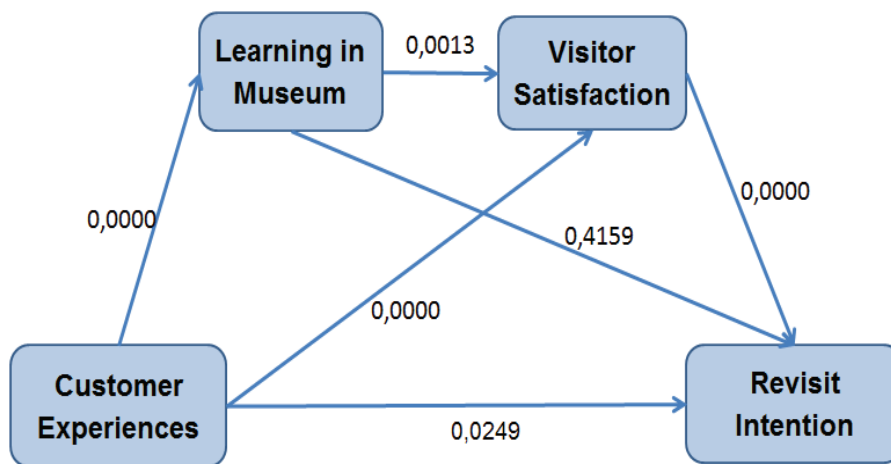 Learning in
Museum
0,0013
Visitor
Satisfaction
0,0000
0,0000
0,4159
0,0000
Customer
Experiences
0,0249
Revisit
Intention